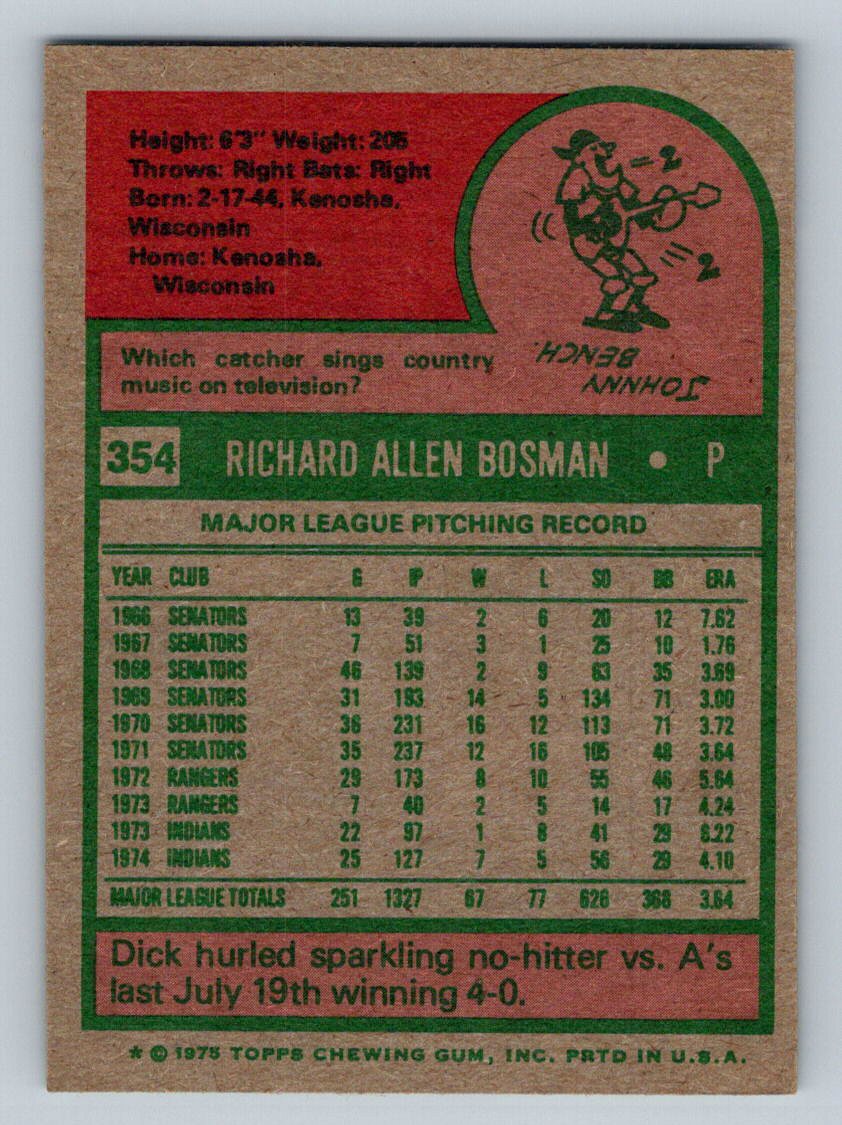 Height: 6'3" Weight: 205
Throws: Right Bats: Right
Born: 2-17-44, Kenosha,
Wisconsin
Home: Kenosha,
Wisconsin
2
2
Which catcher sings country
music on television?
JOHNNY
BENCH.
354 RICHARD ALLEN BOSMAN • P
MAJOR LEAGUE PITCHING RECORD
YEAR CLUB G IP W L SO BB ERA
1966 SENATORS 13 39 2 6 20 12 7.62
1967 SENATORS 7 51 3 1 25 10 1.76
1968 SENATORS 46 139 2 9 63 35 3.69
1969 SENATORS 31 193 14 5 134 71 3.00
1970 SENATORS 36 231 16 12 113 71 3.72
1971 SENATORS 35 237 12 16 105 48 3.64
1972 RANGERS 29 173 8 10 55 46 5.64
1973 RANGERS 7 40 2 5 14 17 4.24
1973 INDIANS 22 97 1 8 41 29 6.22
1974 INDIANS 25 127 7 5 56 29 4.10
MAJOR LEAGUE TOTALS 251 1327 67 77 626 368 3.64
Dick hurled sparkling no-hitter vs. A's
last July 19th winning 4-0.
* © 1975 TOPPS CHEWING GUM, INC. PRTD IN U.S.A.